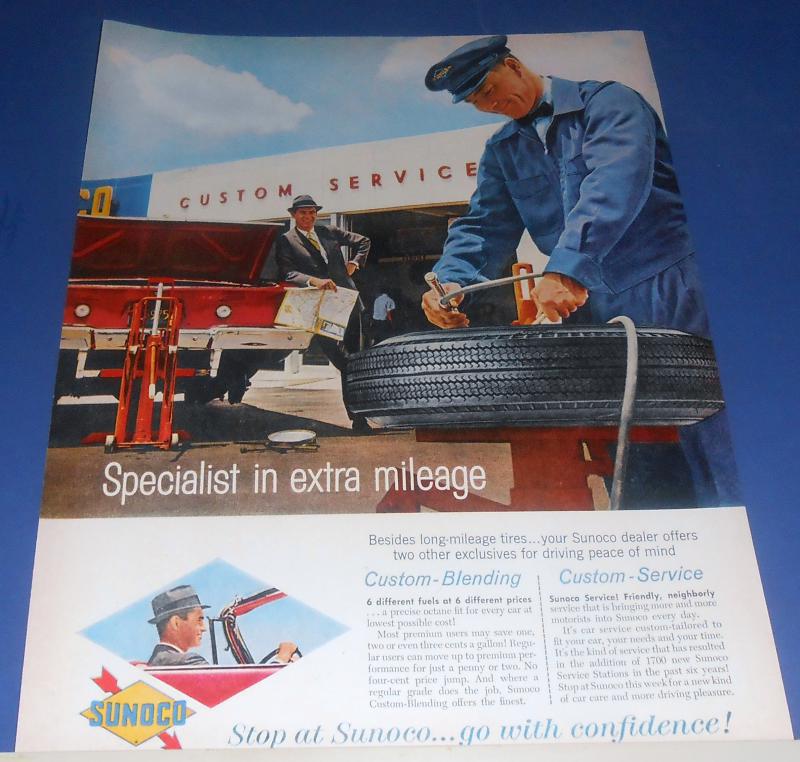 CO
CUSTOM SERVICE
Specialist in extra mileage
Besides long-mileage tires...your Sunoco dealer offers
two other exclusives for driving peace of mind
Custom-Blending
6 different fuels at 6 different prices
. . . a precise octane fit for every car at
lowest possible cost!
Most premium users may save one,
two or even three cents a gallon! Regu-
lar users can move up to premium per-
formance for just a penny or two. No
four-cent price jump. And where a
regular grade does the job, Sunoco
Custom-Blending offers the finest.
Custom-Service
Sunoco Service! Friendly, neighborly
service that is bringing more and more
motorists into Sunoco every day.
It's car service custom-tailored to
fit your car, your needs and your time.
It's the kind of service that has resulted
in the addition of 1700 new Sunoco
Service Stations in the past six years!
Stop at Sunoco this week for a new kind
of car care and more driving pleasure.
SUNOCO
Stop at Sunoco...go with confidence!